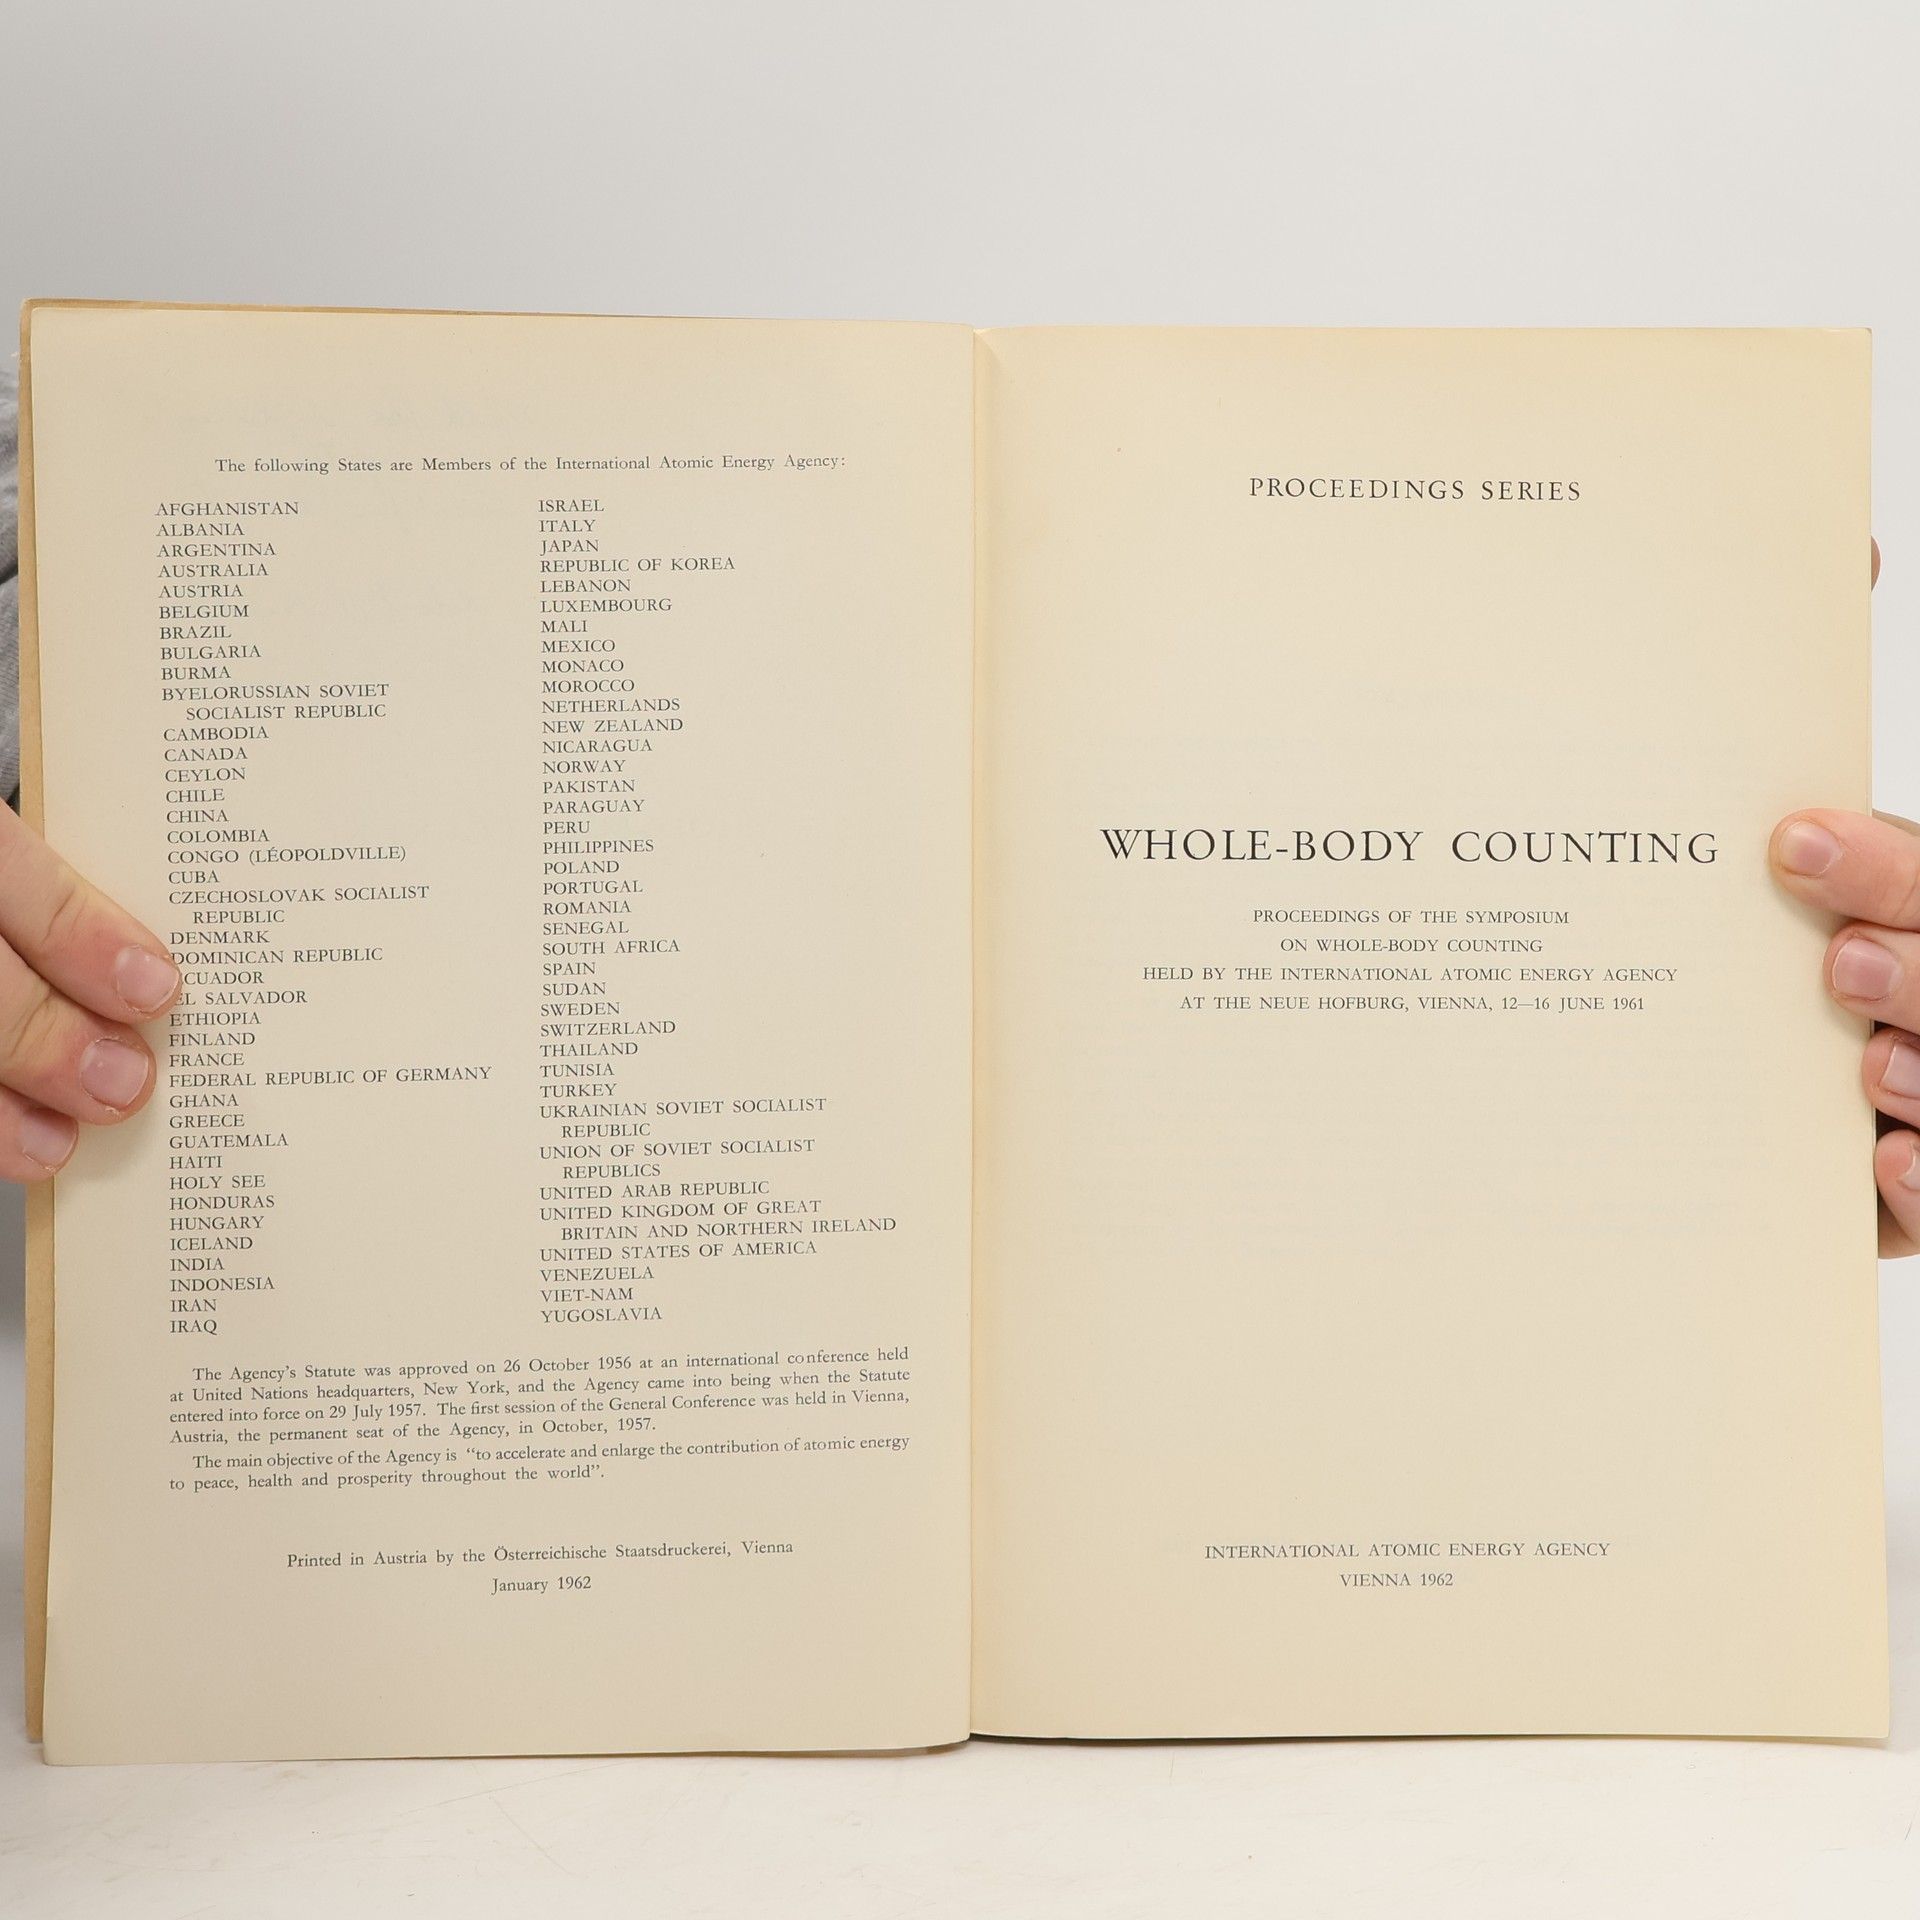 The following States are Members of the International Atomic Energy Agency:
AFGHANISTAN
ALBANIA
ARGENTINA
AUSTRALIA
AUSTRIA
BELGIUM
BRAZIL
BULGARIA
BURMA
BYELORUSSIAN SOVIET
SOCIALIST REPUBLIC
CAMBODIA
CANADA
CEYLON
CHILE
CHINA
COLOMBIA
CONGO (LÉOPOLDVILLE)
CUBA
CZECHOSLOVAK SOCIALIST
REPUBLIC
DENMARK
DOMINICAN REPUBLIC
ECUADOR
EL SALVADOR
ETHIOPIA
FINLAND
FRANCE
FEDERAL REPUBLIC OF GERMANY
GHANA
GREECE
GUATEMALA
HAITI
HOLY SEE
HONDURAS
HUNGARY
ICELAND
INDIA
INDONESIA
IRAN
IRAQ
ISRAEL
ITALY
JAPAN
REPUBLIC OF KOREA
LEBANON
LUXEMBOURG
MALI
MEXICO
MONACO
MOROCCO
NETHERLANDS
NEW ZEALAND
NICARAGUA
NORWAY
PAKISTAN
PARAGUAY
PERU
PHILIPPINES
POLAND
PORTUGAL
ROMANIA
SENEGAL
SOUTH AFRICA
SPAIN
SUDAN
SWEDEN
SWITZERLAND
THAILAND
TUNISIA
TURKEY
UKRAINIAN SOVIET SOCIALIST
REPUBLIC
UNION OF SOVIET SOCIALIST
REPUBLICS
UNITED ARAB REPUBLIC
UNITED KINGDOM OF GREAT
BRITAIN AND NORTHERN IRELAND
UNITED STATES OF AMERICA
VENEZUELA
VIET-NAM
YUGOSLAVIA
The Agency's Statute was approved on 26 October 1956 at an international conference held
at United Nations headquarters, New York, and the Agency came into being when the Statute
entered into force on 29 July 1957. The first session of the General Conference was held in Vienna,
Austria, the permanent seat of the Agency, in October, 1957.
The main objective of the Agency is “to accelerate and enlarge the contribution of atomic energy
to peace, health and prosperity throughout the world”.
Printed in Austria by the Österreichische Staatsdruckerei, Vienna
January 1962
PROCEEDINGS SERIES
WHOLE-BODY COUNTING
PROCEEDINGS OF THE SYMPOSIUM
ON WHOLE-BODY COUNTING
HELD BY THE INTERNATIONAL ATOMIC ENERGY AGENCY
AT THE NEUE HOFBURG, VIENNA, 12—16 JUNE 1961
INTERNATIONAL ATOMIC ENERGY AGENCY
VIENNA 1962